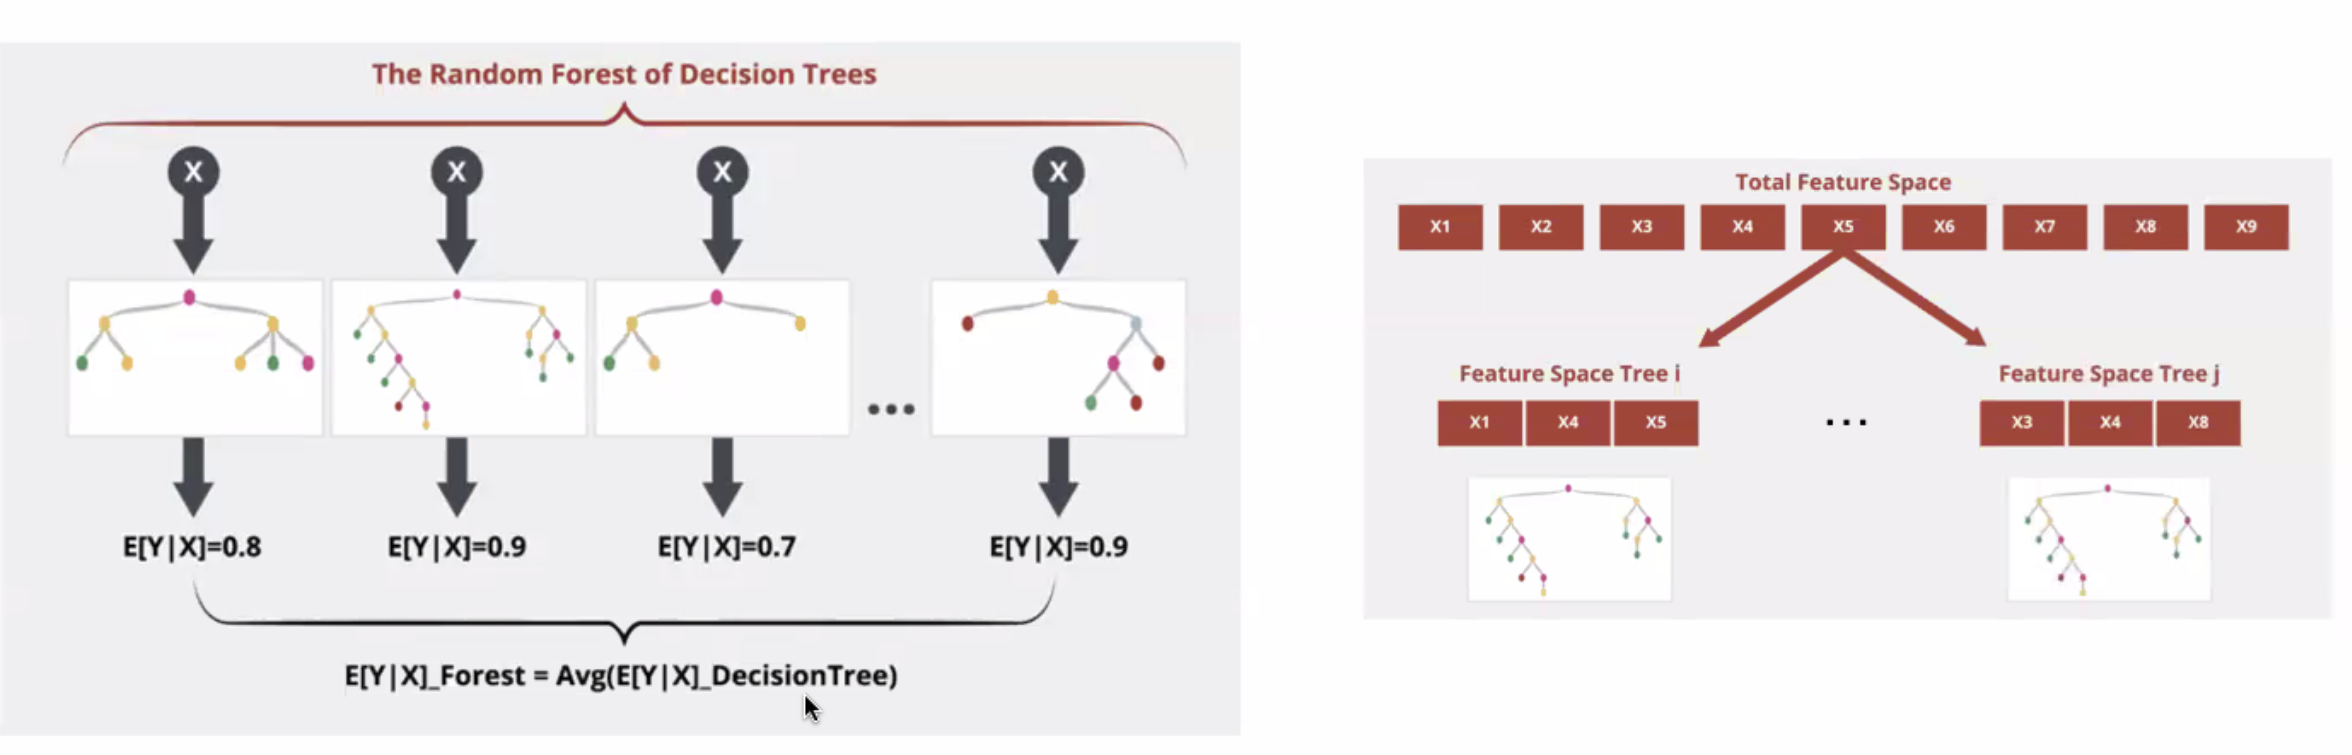 The Random Forest of Decision Trees
X X X X
...
E[Y|X]=0.8 E[Y|X]=0.9 E[Y|X]=0.7 E[Y|X]=0.9
E[Y|X]_Forest = Avg(E[Y|X]_DecisionTree)
Total Feature Space
X1 X2 X3 X4 X5 X6 X7 X8 X9
Feature Space Tree i Feature Space Tree j
X1 X4 X5 ... X3 X4 X8